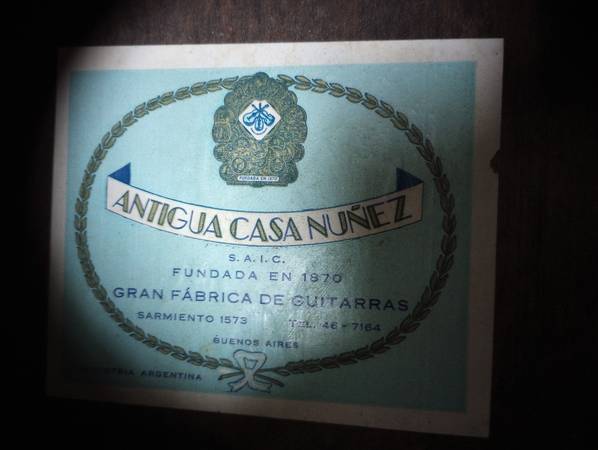 FUNDADA EN 1870
ANTIGUA CASA NUÑEZ
S.A.I.C.
FUNDADA EN 1870
GRAN FÁBRICA DE GUITARRAS
SARMIENTO 1573 TEL. 46-7164
BUENOS AIRES
INDUSTRIA ARGENTINA